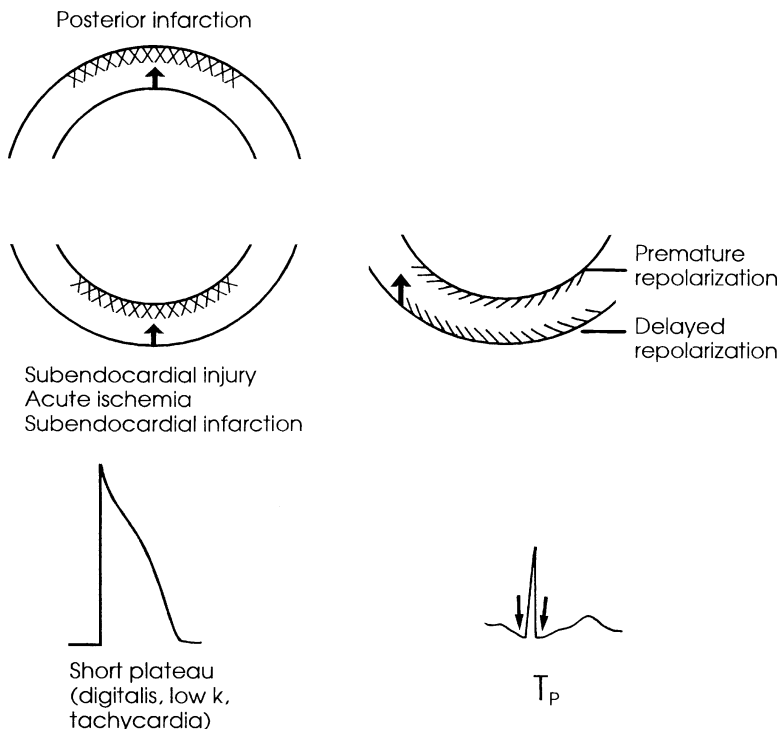 Posterior infarction
Premature
repolarization
Delayed
repolarization
Subendocardial injury
Acute ischemia
Subendocardial infarction
Short plateau
(digitalis, low k,
tachycardia)
TP